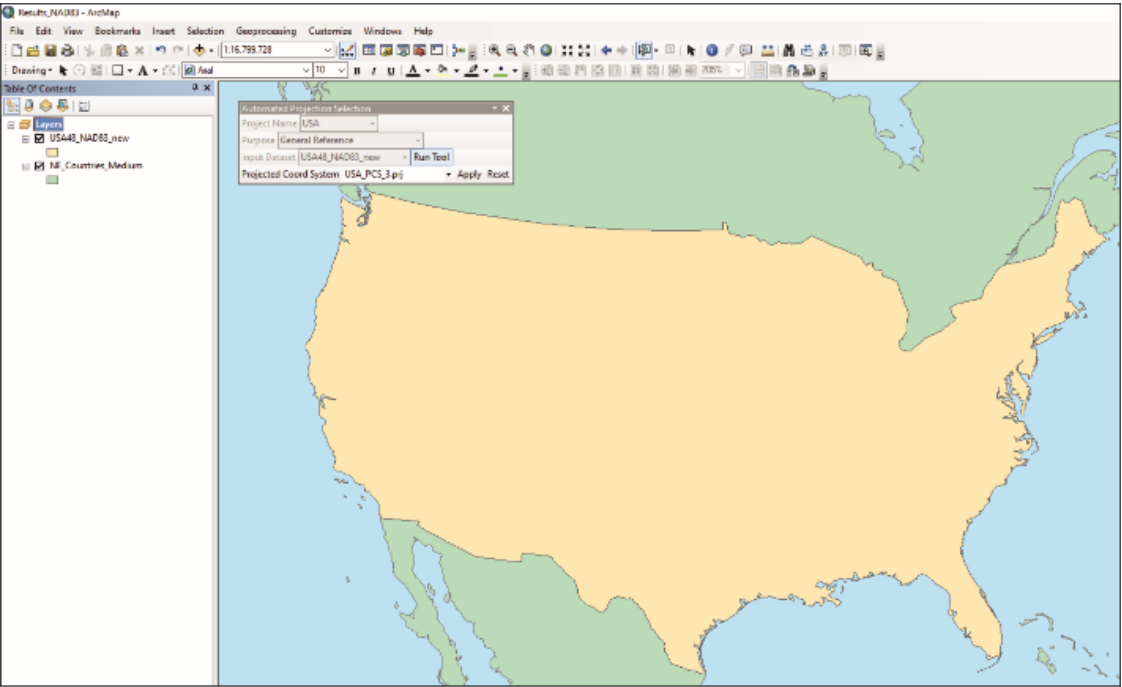 Results_NAD83 - ArcMap
File Edit View Bookmarks Insert Selection Geoprocessing Customize Windows Help
1:16,799,728
Drawing Arial 10 B I U A 205%
Table Of Contents
Layers
USA48_NAD83_new
NE_Countries_Medium
Automated Projection Selection
Project Name USA
Purpose General Reference
Input Dataset USA48_NAD83_new Run Tool
Projected Coord System USA_PCS_3.prj Apply Reset